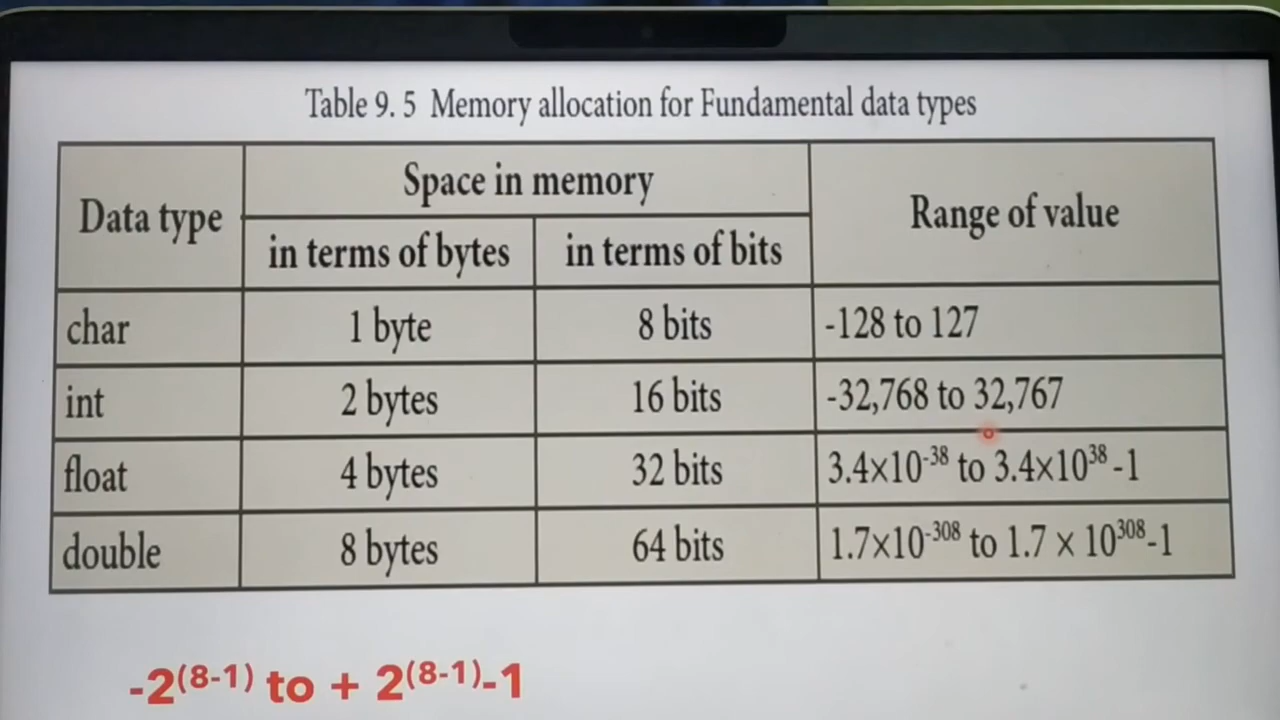 Table 9. 5 Memory allocation for Fundamental data types
Data type
Space in memory
Range of value
in terms of bytes
in terms of bits
char 1 byte 8 bits -128 to 127
int 2 bytes 16 bits -32,768 to 32,767
float 4 bytes 32 bits 3.4×10⁻³⁸ to 3.4×10³⁸ -1
double 8 bytes 64 bits 1.7×10⁻³⁰⁸ to 1.7 × 10³⁰⁸-1
-2⁽⁸⁻¹⁾ to + 2⁽⁸⁻¹⁾-1